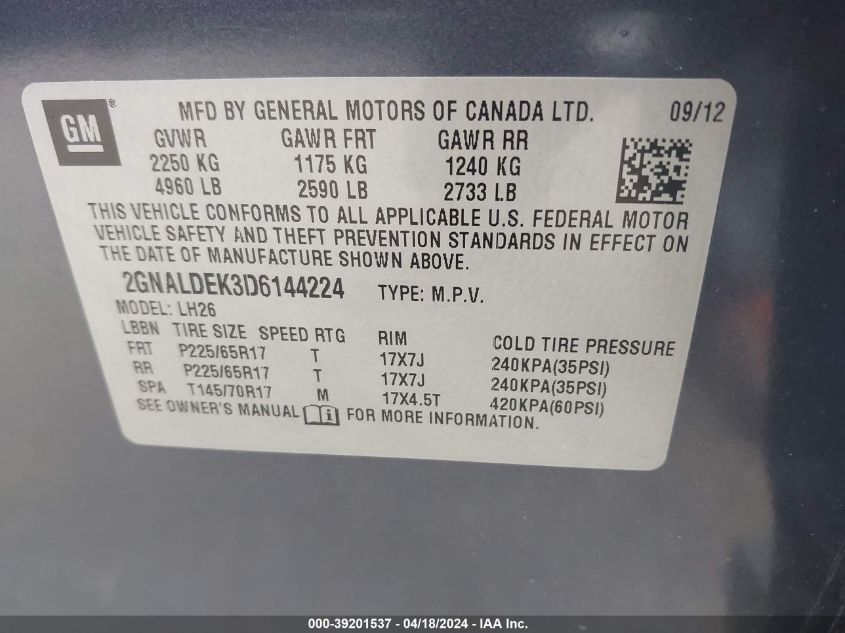 GM ® MFD BY GENERAL MOTORS OF CANADA LTD. 09/12
GVWR GAWR FRT GAWR RR
2250 KG 1175 KG 1240 KG
4960 LB 2590 LB 2733 LB
THIS VEHICLE CONFORMS TO ALL APPLICABLE U.S. FEDERAL MOTOR
VEHICLE SAFETY AND THEFT PREVENTION STANDARDS IN EFFECT ON
THE DATE OF MANUFACTURE SHOWN ABOVE.
2GNALDEK3D6144224 TYPE: M.P.V.
MODEL: LH26
LBBN TIRE SIZE SPEED RTG RIM COLD TIRE PRESSURE
FRT P225/65R17 T 17X7J 240KPA(35PSI)
RR P225/65R17 T 17X7J 240KPA(35PSI)
SPA T145/70R17 M 17X4.5T 420KPA(60PSI)
SEE OWNER'S MANUAL i FOR MORE INFORMATION.
000-39201537 - 04/18/2024 - IAA Inc.